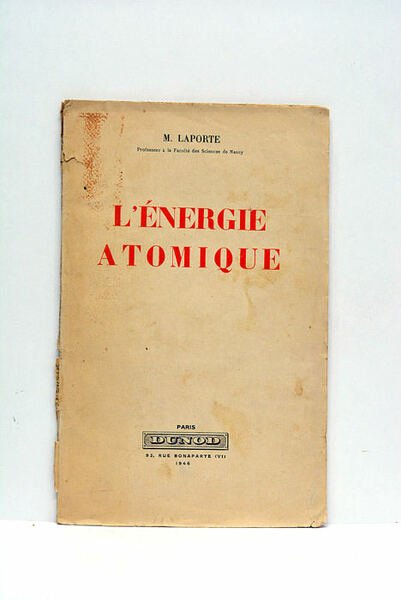 M. LAPORTE
Professeur à la Faculté des Sciences de Nancy
L'ÉNERGIE
ATOMIQUE
PARIS
DUNOD
92, RUE BONAPARTE (VI)
1946